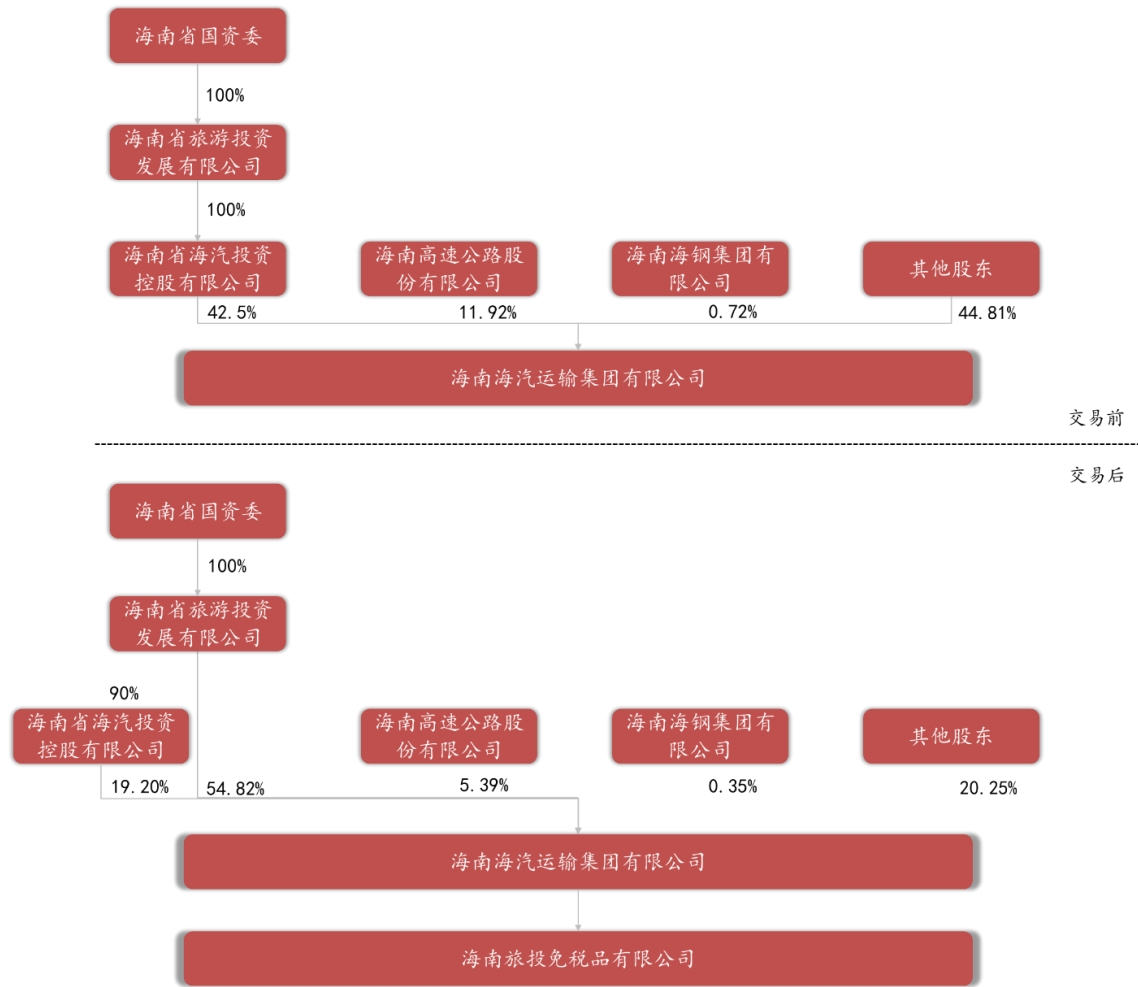 海南省国资委
100%
海南省旅游投资
发展有限公司
100%
海南省海汽投资
控股有限公司
海南高速公路股
份有限公司
海南海钢集团有
限公司
其他股东
42.5%
11.92%
0.72%
44.81%
海南海汽运输集团有限公司
交易前
交易后
海南省国资委
100%
海南省旅游投资
发展有限公司
90%
海南省海汽投资
控股有限公司
海南高速公路股
份有限公司
海南海钢集团有
限公司
其他股东
19.20%
54.82%
5.39%
0.35%
20.25%
海南海汽运输集团有限公司
海南旅投免税品有限公司